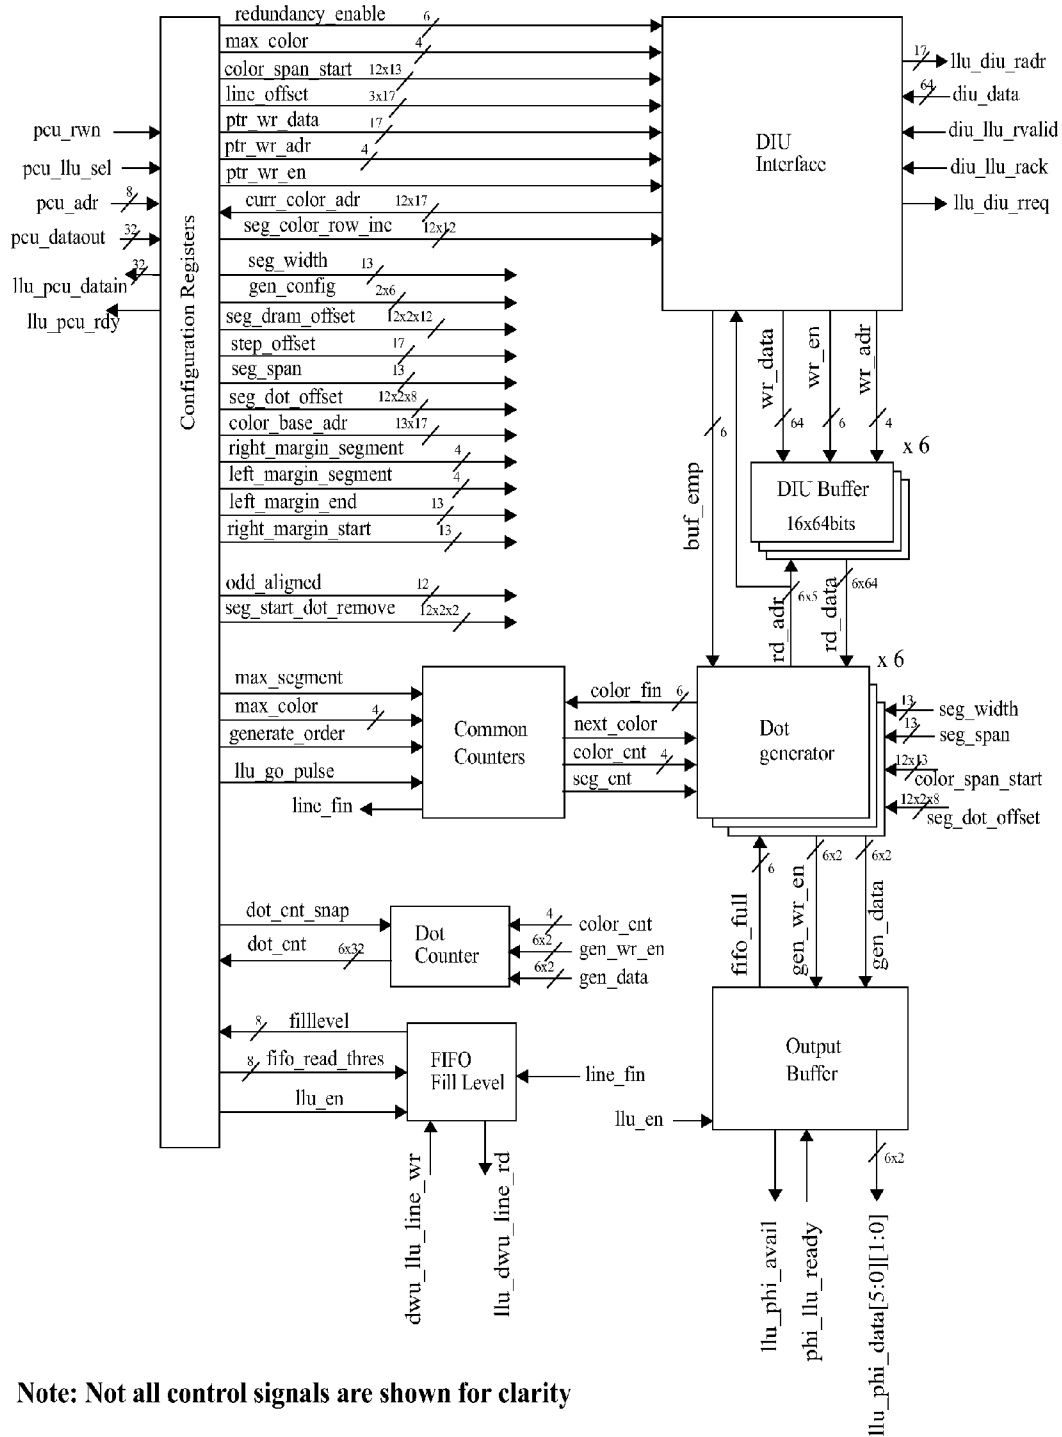 redundancy_enable
6
max_color
4
color_span_start
12x13
line_offset
3x17
ptr_wr_data
17
ptr_wr_adr
4
ptr_wr_en
curr_color_adr
12x17
seg_color_row_inc
12x12
pcu_rwn
pcu_llu_sel
pcu_adr
8
pcu_dataout
32
llu_pcu_datain
32
llu_pcu_rdy
Configuration Registers
DIU
Interface
17
llu_diu_radr
64
diu_data
diu_llu_rvalid
diu_llu_rack
llu_diu_rreq
seg_width
13
gen_config
2x6
seg_dram_offset
12x2x12
step_offset
17
seg_span
13
seg_dot_offset
12x2x8
color_base_adr
13x17
right_margin_segment
4
left_margin_segment
4
left_margin_end
13
right_margin_start
13
odd_aligned
12
seg_start_dot_remove
12x2x2
buf_emp
6
wr_data
64
wr_en
6
wr_adr
4
x 6
DIU Buffer
16x64bits
rd_adr
6x5
rd_data
6x64
x 6
max_segment
max_color
4
generate_order
llu_go_pulse
line_fin
Common
Counters
color_fin
6
next_color
color_cnt
4
seg_cnt
Dot
generator
13
seg_width
13
seg_span
12x13
color_span_start
12x2x8
seg_dot_offset
fifo_full
6
gen_wr_en
6x2
gen_data
6x2
dot_cnt_snap
dot_cnt
6x32
Dot
Counter
4
color_cnt
6x2
gen_wr_en
6x2
gen_data
filllevel
8
fifo_read_thres
8
llu_en
FIFO
Fill Level
line_fin
dwu_llu_line_wr
llu_dwu_line_rd
Output
Buffer
llu_en
6x2
llu_phi_avail
phi_llu_ready
llu_phi_data[5:0][1:0]
Note: Not all control signals are shown for clarity